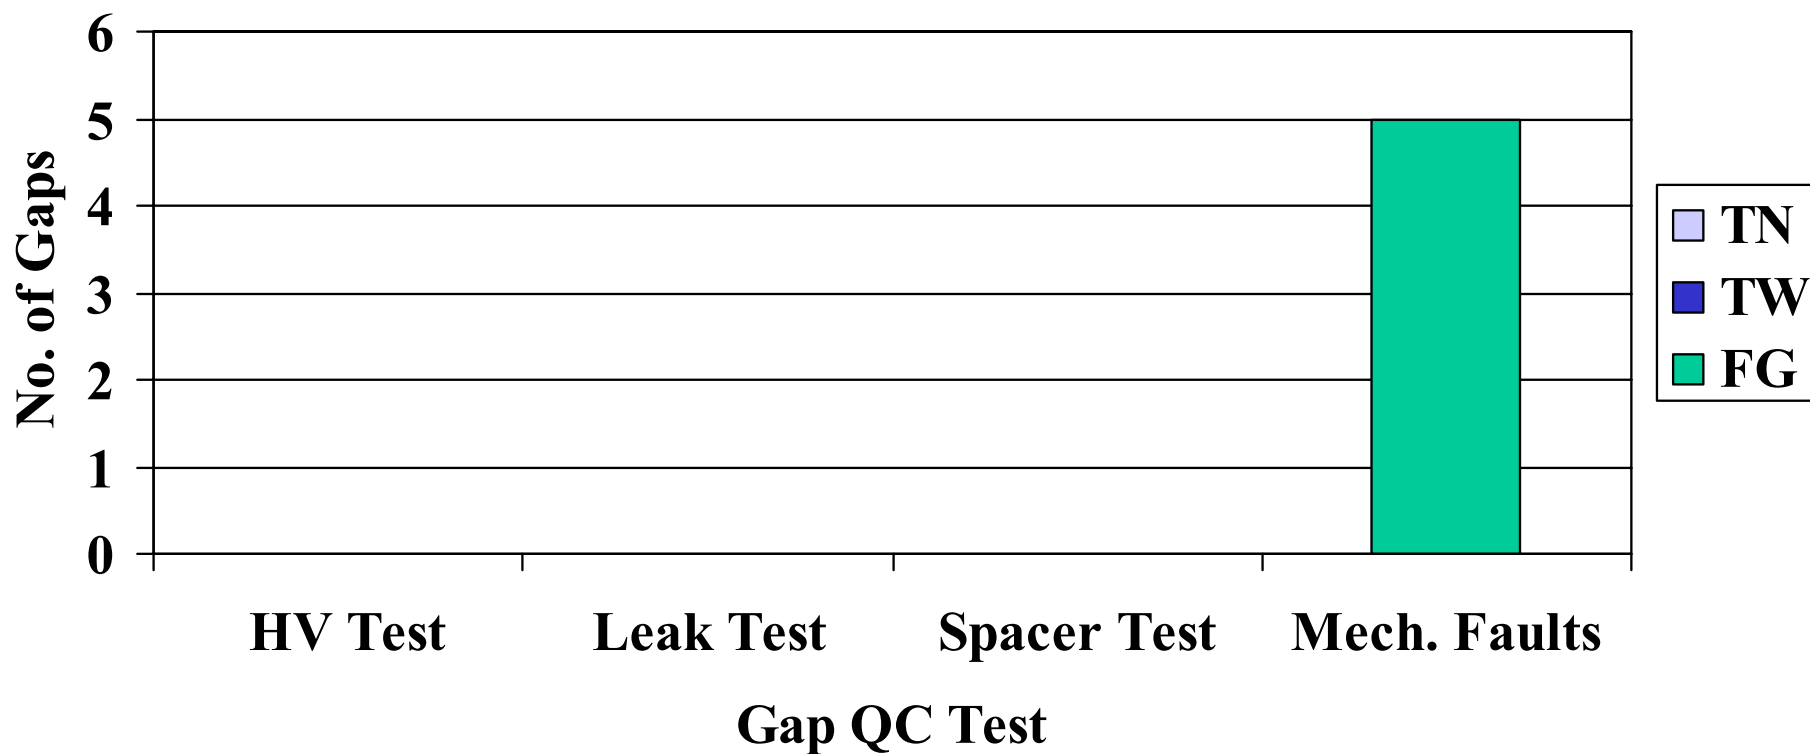 6
5
4
3
2
1
0
No. of Gaps
HV Test
Leak Test
Spacer Test
Mech. Faults
Gap QC Test
TN
TW
FG